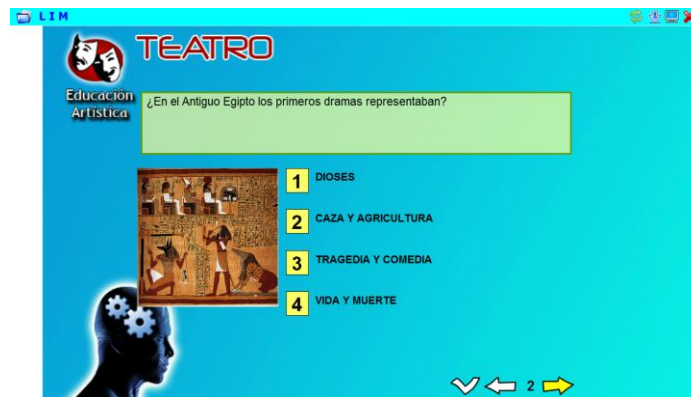 LIM
TEATRO
Educación
Artística
¿En el Antiguo Egipto los primeros dramas representaban?
1 DIOSES
2 CAZA Y AGRICULTURA
3 TRAGEDIA Y COMEDIA
4 VIDA Y MUERTE
2